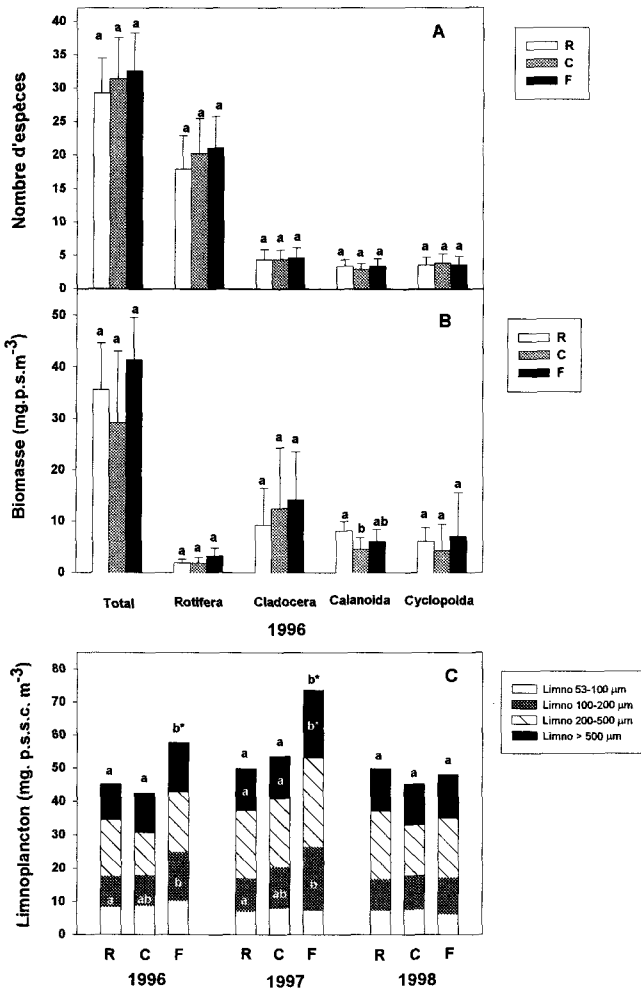 A
Nombre d'espèces
40
35
30
25
20
15
10
5
0
a a a
a a a
a a a
a a a
a a a
R
C
F
B
Biomasse (mg.p.s.m-3)
50
40
30
20
10
0
a a a
a a a
a a a
a b ab
a a a
R
C
F
Total Rotifera Cladocera Calanoida Cyclopoida
1996
C
Limnoplancton (mg. p.s.s.c. m-3)
80
70
60
50
40
30
20
10
0
a a b*
a a b*
a a a
a a b*
a ab b
a ab b
Limno 53-100 µm
Limno 100-200 µm
Limno 200-500 µm
Limno > 500 µm
R C F R C F R C F
1996 1997 1998